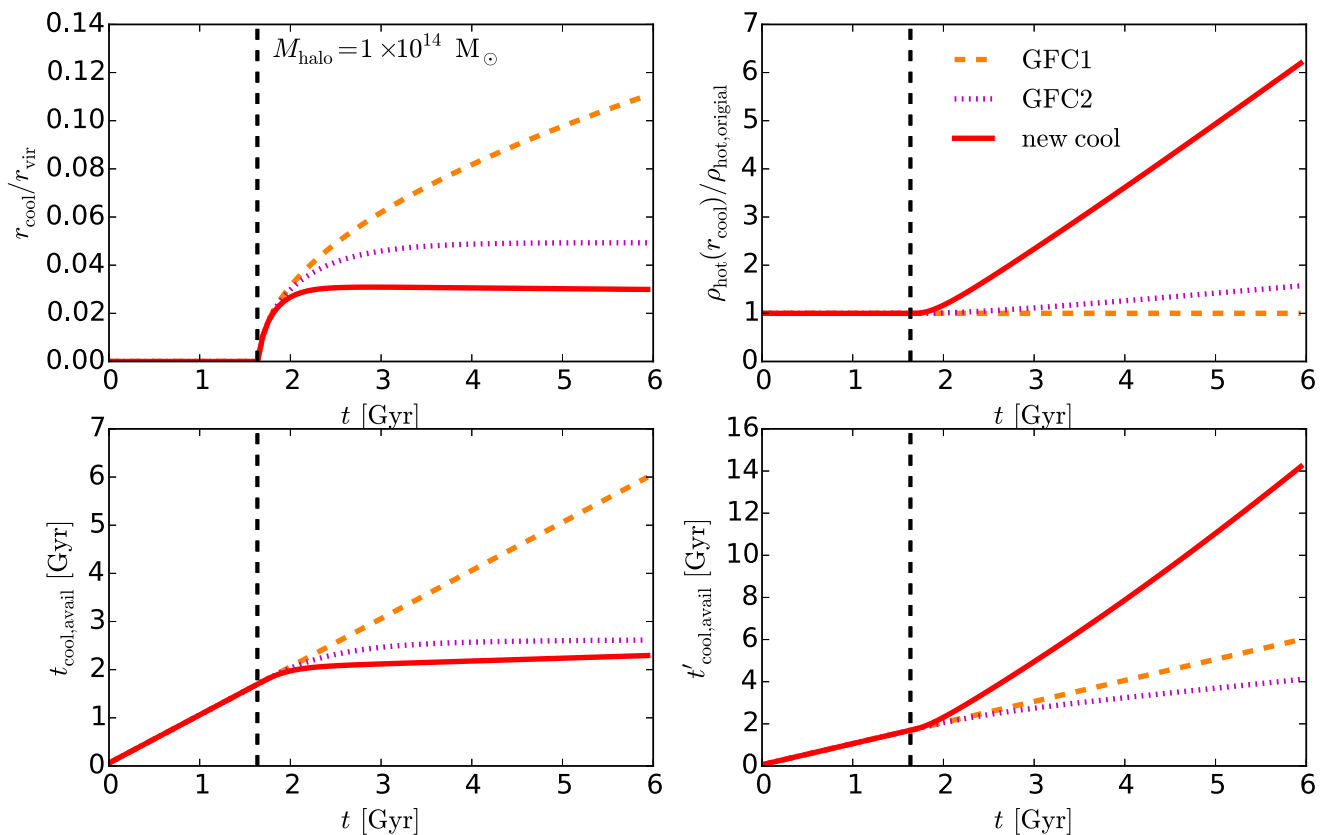 0.14
0.12
0.10
0.08
0.06
0.04
0.02
0.00
r_cool/r_vir
M_halo = 1 × 10^14 M_⊙
0 1 2 3 4 5 6
t [Gyr]
7
6
5
4
3
2
1
0
ρ_hot(r_cool)/ρ_hot,origial
GFC1
GFC2
new cool
0 1 2 3 4 5 6
t [Gyr]
7
6
5
4
3
2
1
0
t_cool,avail [Gyr]
0 1 2 3 4 5 6
t [Gyr]
16
14
12
10
8
6
4
2
0
t′_cool,avail [Gyr]
0 1 2 3 4 5 6
t [Gyr]